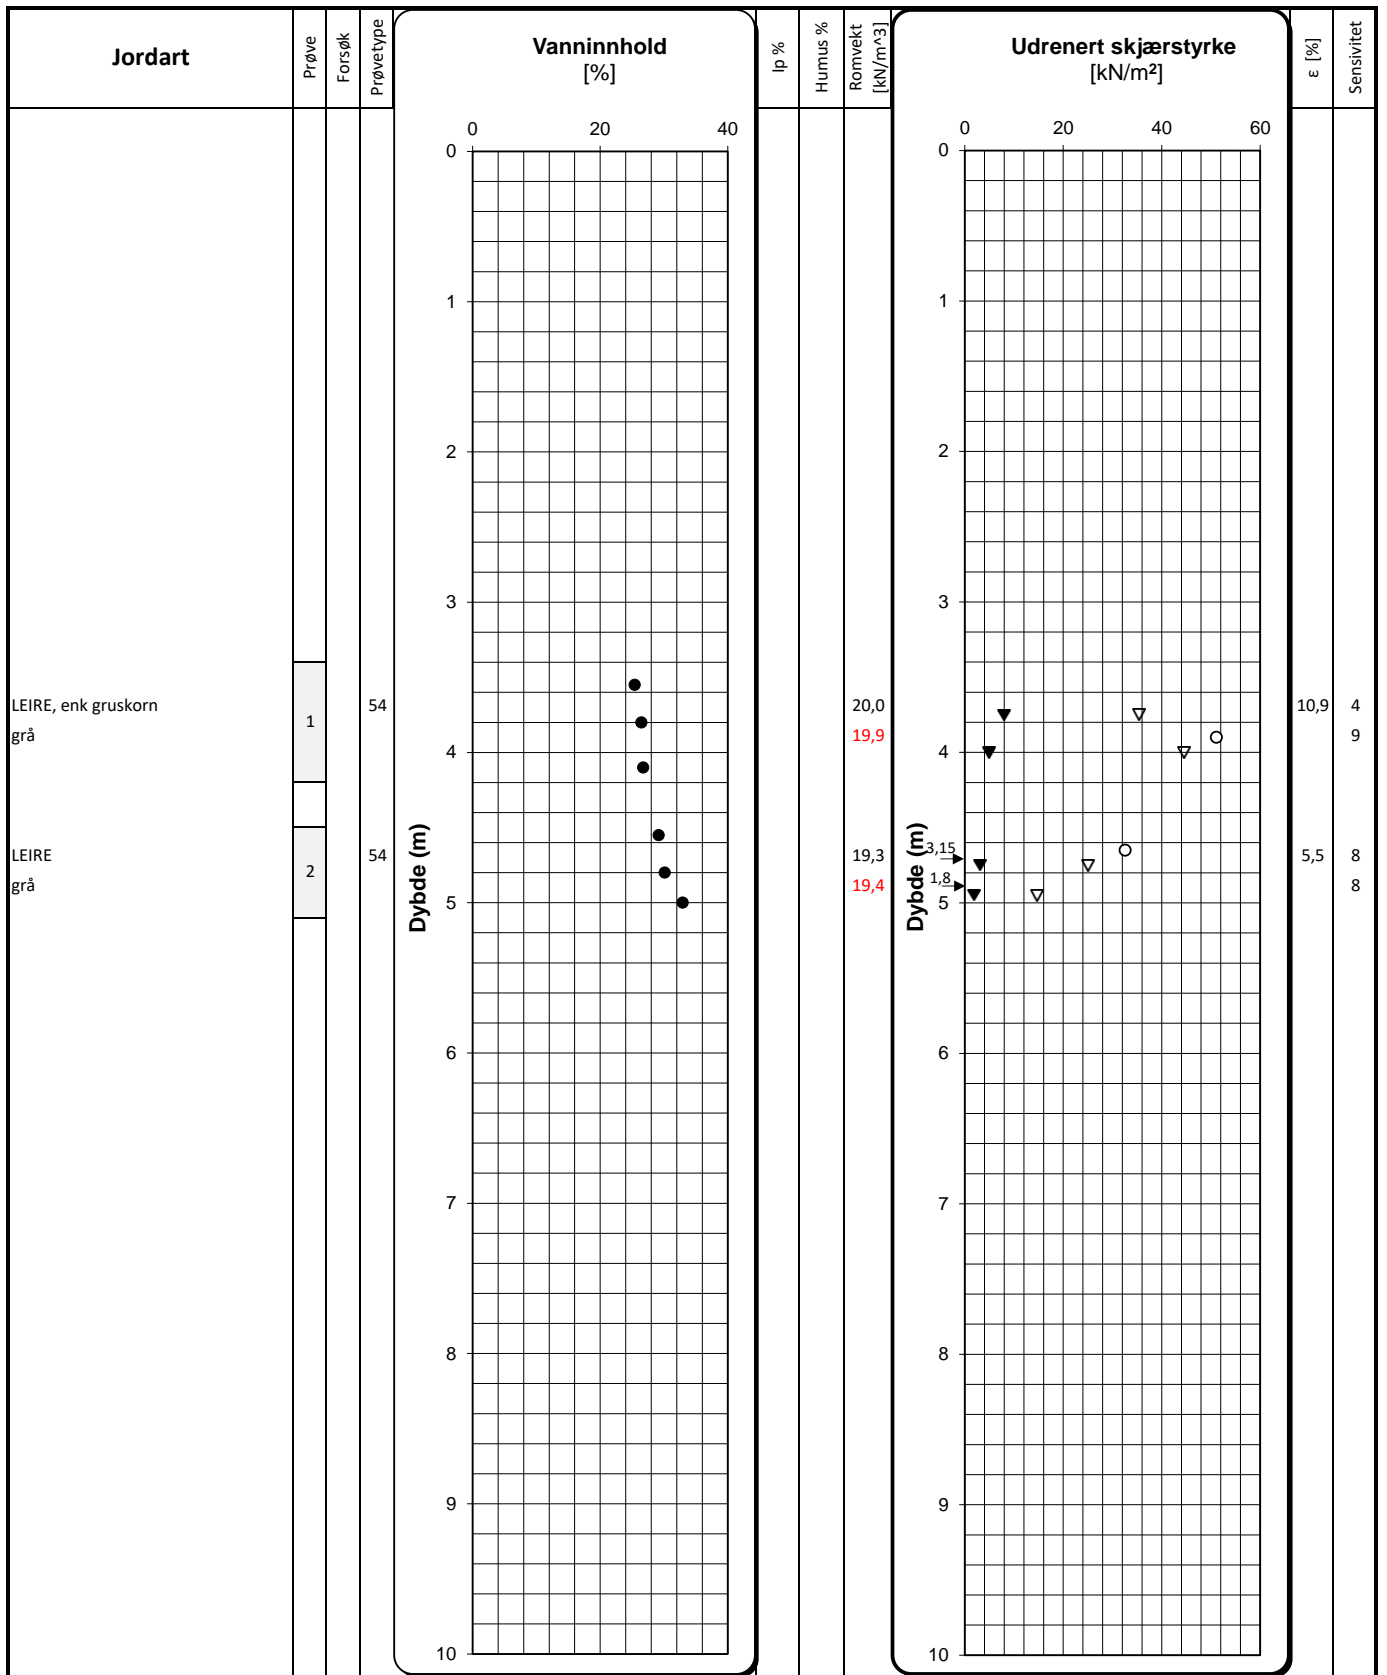 Jordart
Prøve
Forsøk
Prøvetype
Vanninnhold
[%]
Ip %
Humus %
Romvekt
[kN/m^3]
Udrenert skjærstyrke
[kN/m²]
ε [%]
Sensivitet
0 20 40
0 20 40 60
0 0
1 1
2 2
3 3
LEIRE, enk gruskorn 54 20,0 10,9 4
1
grå 19,9 9
4 4
Dybde (m) Dybde (m)
LEIRE 54 19,3 3,15 5,5 8
2
grå 19,4 1,8 8
5 5
6 6
7 7
8 8
9 9
10 10